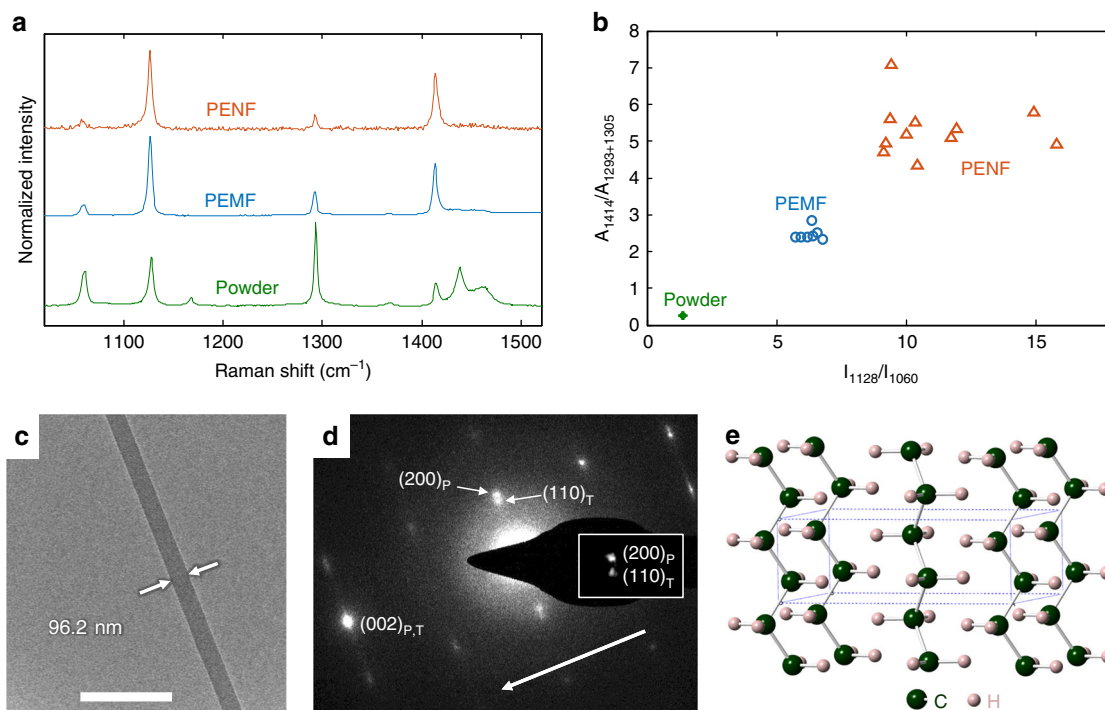 a
Normalized intensity
PENF
PEMF
Powder
1100 1200 1300 1400 1500
Raman shift (cm⁻¹)
b
A₁₄₁₄/A₁₂₉₃₊₁₃₀₅
8
7
6
5
4
3
2
1
0
PENF
PEMF
Powder
0 5 10 15
I₁₁₂₈/I₁₀₆₀
c
96.2 nm
d
(200)P
(110)T
(200)P
(110)T
(002)P,T
e
C H